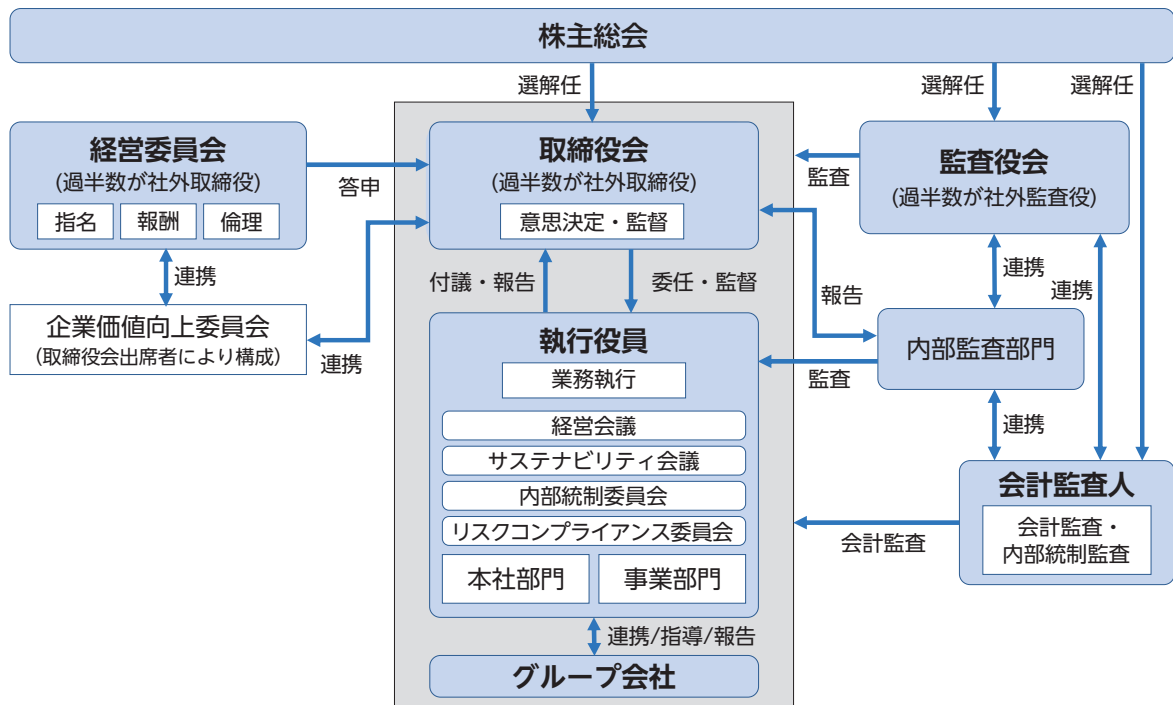 株主総会
選解任
選解任
選解任
経営委員会
(過半数が社外取締役)
指名
報酬
倫理
答申
取締役会
(過半数が社外取締役)
意思決定・監督
監査
監査役会
(過半数が社外監査役)
連携
企業価値向上委員会
(取締役会出席者により構成)
連携
付議・報告
委任・監督
報告
連携
連携
内部監査部門
執行役員
業務執行
監査
経営会議
サステナビリティ会議
内部統制委員会
リスクコンプライアンス委員会
本社部門
事業部門
連携
会計監査人
会計監査・
内部統制監査
会計監査
連携/指導/報告
グループ会社